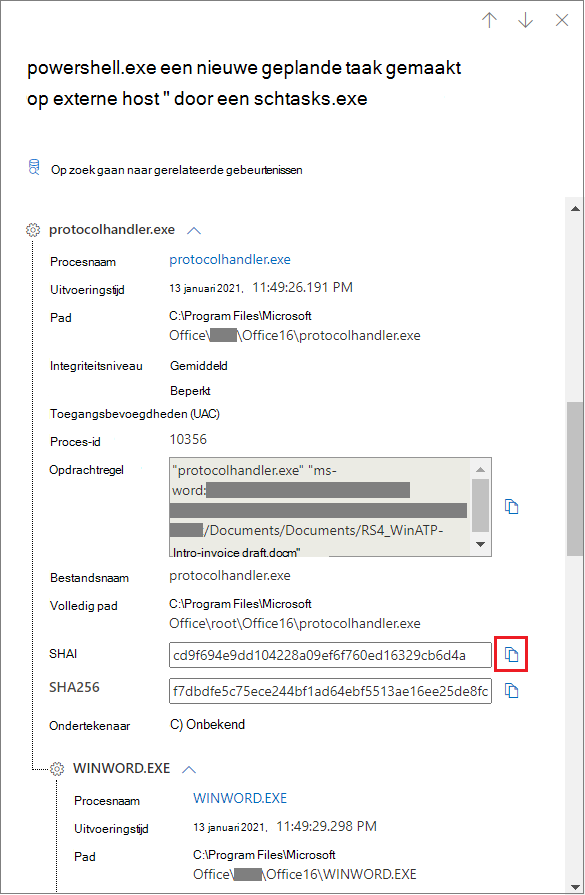 powershell.exe een nieuwe geplande taak gemaakt
op externe host " door een schtasks.exe
Op zoek gaan naar gerelateerde gebeurtenissen
protocolhandler.exe
Procesnaam protocolhandler.exe
Uitvoeringstijd 13 januari 2021, 11:49:26.191 PM
Pad C:\Program Files\Microsoft
Office\ \Office16\protocolhandler.exe
Integriteitsniveau Gemiddeld
Beperkt
Toegangsbevoegdheden (UAC)
Proces-id 10356
Opdrachtregel "protocolhandler.exe" "ms-
word:
/Documents/Documents/RS4_WinATP-
Intro-invoice draft.docm"
Bestandsnaam protocolhandler.exe
Volledig pad C:\Program Files\Microsoft
Office\root\Office16\protocolhandler.exe
SHAI cd9f694e9dd104228a09ef6f760ed16329cb6d4a
SHA256 f7dbdfe5c75ece244bf1ad64ebf5513ae16ee25de8fc
Ondertekenaar C) Onbekend
WINWORD.EXE
Procesnaam WINWORD.EXE
Uitvoeringstijd 13 januari 2021, 11:49:29.298 PM
Pad C:\Program Files\Microsoft
Office\ \Office16\WINWORD.EXE